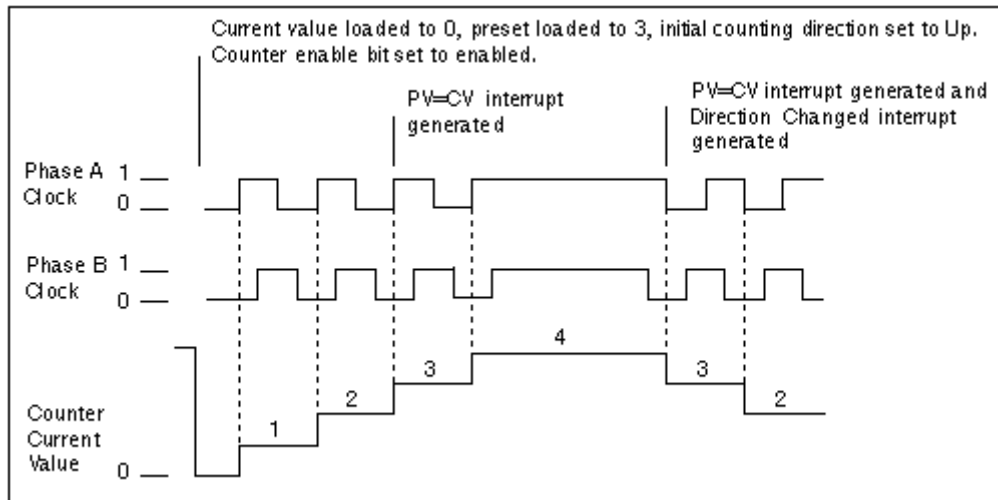 Current value loaded to 0, preset loaded to 3, initial counting direction set to Up.
Counter enable bit set to enabled.
PV=CV interrupt
generated
PV=CV interrupt generated and
Direction Changed interrupt
generated
Phase A 1
Clock 0
Phase B 1
Clock 0
4
3
3
2
2
1
Counter
Current
Value 0